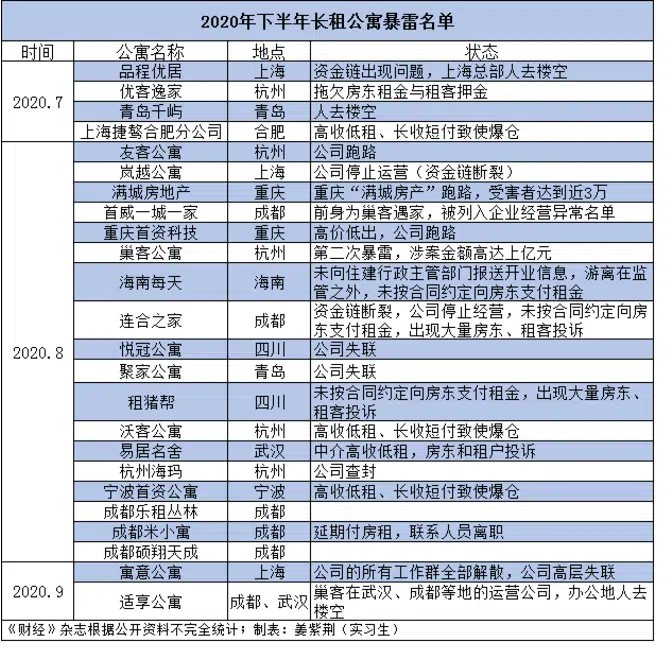 2020年下半年长租公寓暴雷名单
时间 公寓名称 地点 状态
2020.7
品程优居 上海 资金链出现问题，上海总部人去楼空
优客逸家 杭州 拖欠房东租金与租客押金
青岛千屿 青岛 人去楼空
上海捷骜合肥分公司 合肥 高收低租、长收短付致使爆仓
2020.8
友客公寓 杭州 公司跑路
岚越公寓 上海 公司停止运营（资金链断裂）
满城房地产 重庆 重庆“满城房产”跑路，受害者达到近3万
首威一城一家 成都 前身为巢客遇家，被列入企业经营异常名单
重庆首资科技 重庆 高价低出，公司跑路
巢客公寓 杭州 第二次暴雷，涉案金额高达上亿元
海南每天 海南 未向住建行政主管部门报送开业信息，游离在监
管之外，未按合同约定向房东支付租金
连合之家 成都 资金链断裂，公司停止经营，未按合同约定向房
东支付租金，出现大量房东、租客投诉
悦冠公寓 四川 公司失联
聚家公寓 青岛 公司失联
租猪帮 四川 未按合同约定向房东支付租金，出现大量房东、
租客投诉
沃客公寓 杭州 高收低租、长收短付致使爆仓
易居名舍 武汉 中介高收低租，房东和租户投诉
杭州海玛 杭州 公司查封
宁波首资公寓 宁波 高收低租、长收短付致使爆仓
成都乐租丛林 成都
成都米小寓 成都 延期付房租，联系人员离职
成都硕翔天成 成都
2020.9
寓意公寓 上海 公司的所有工作群全部解散，公司高层失联
适享公寓 成都、武汉 巢客在武汉、成都等地的运营公司，办公地人去
楼空
《财经》杂志根据公开资料不完全统计；制表：姜紫荆（实习生）